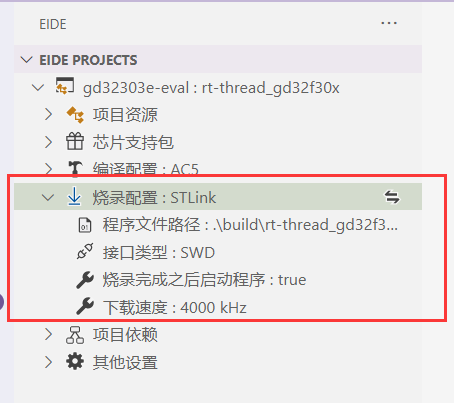 EIDE
EIDE PROJECTS
gd32303e-eval : rt-thread_gd32f30x
项目资源
芯片支持包
编译配置 : AC5
烧录配置 : STLink
程序文件路径 : .\build\rt-thread_gd32f3...
接口类型 : SWD
烧录完成之后启动程序 : true
下载速度 : 4000 kHz
项目依赖
其他设置